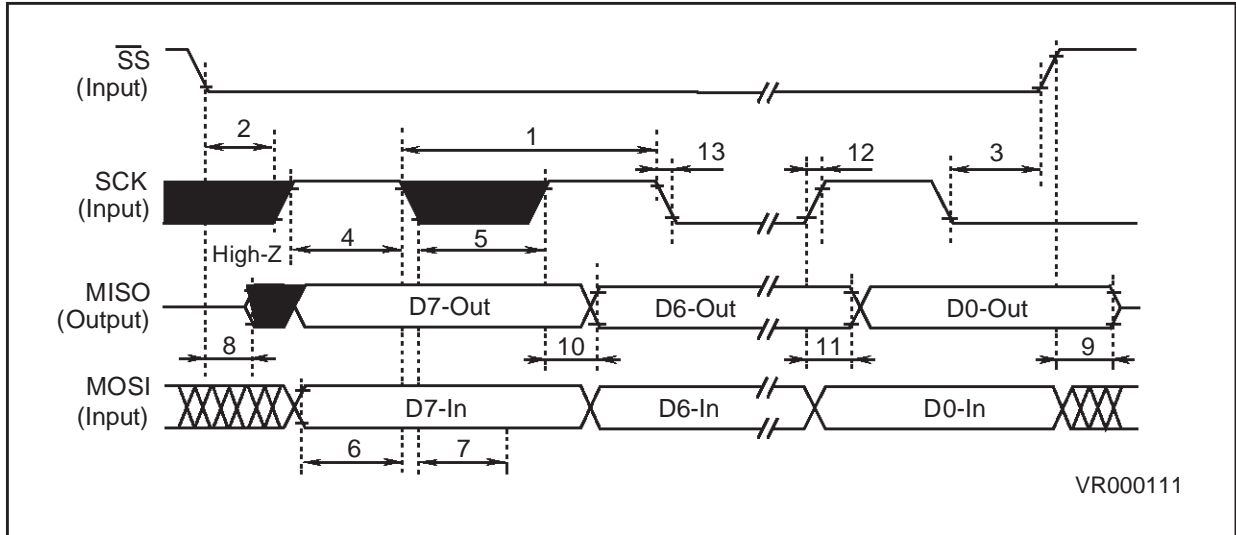 SS
(Input)
2
1
13
12
3
SCK
(Input)
High-Z
4
5
MISO
(Output)
D7-Out
D6-Out
D0-Out
8
10
11
9
MOSI
(Input)
D7-In
D6-In
D0-In
6
7
VR000111